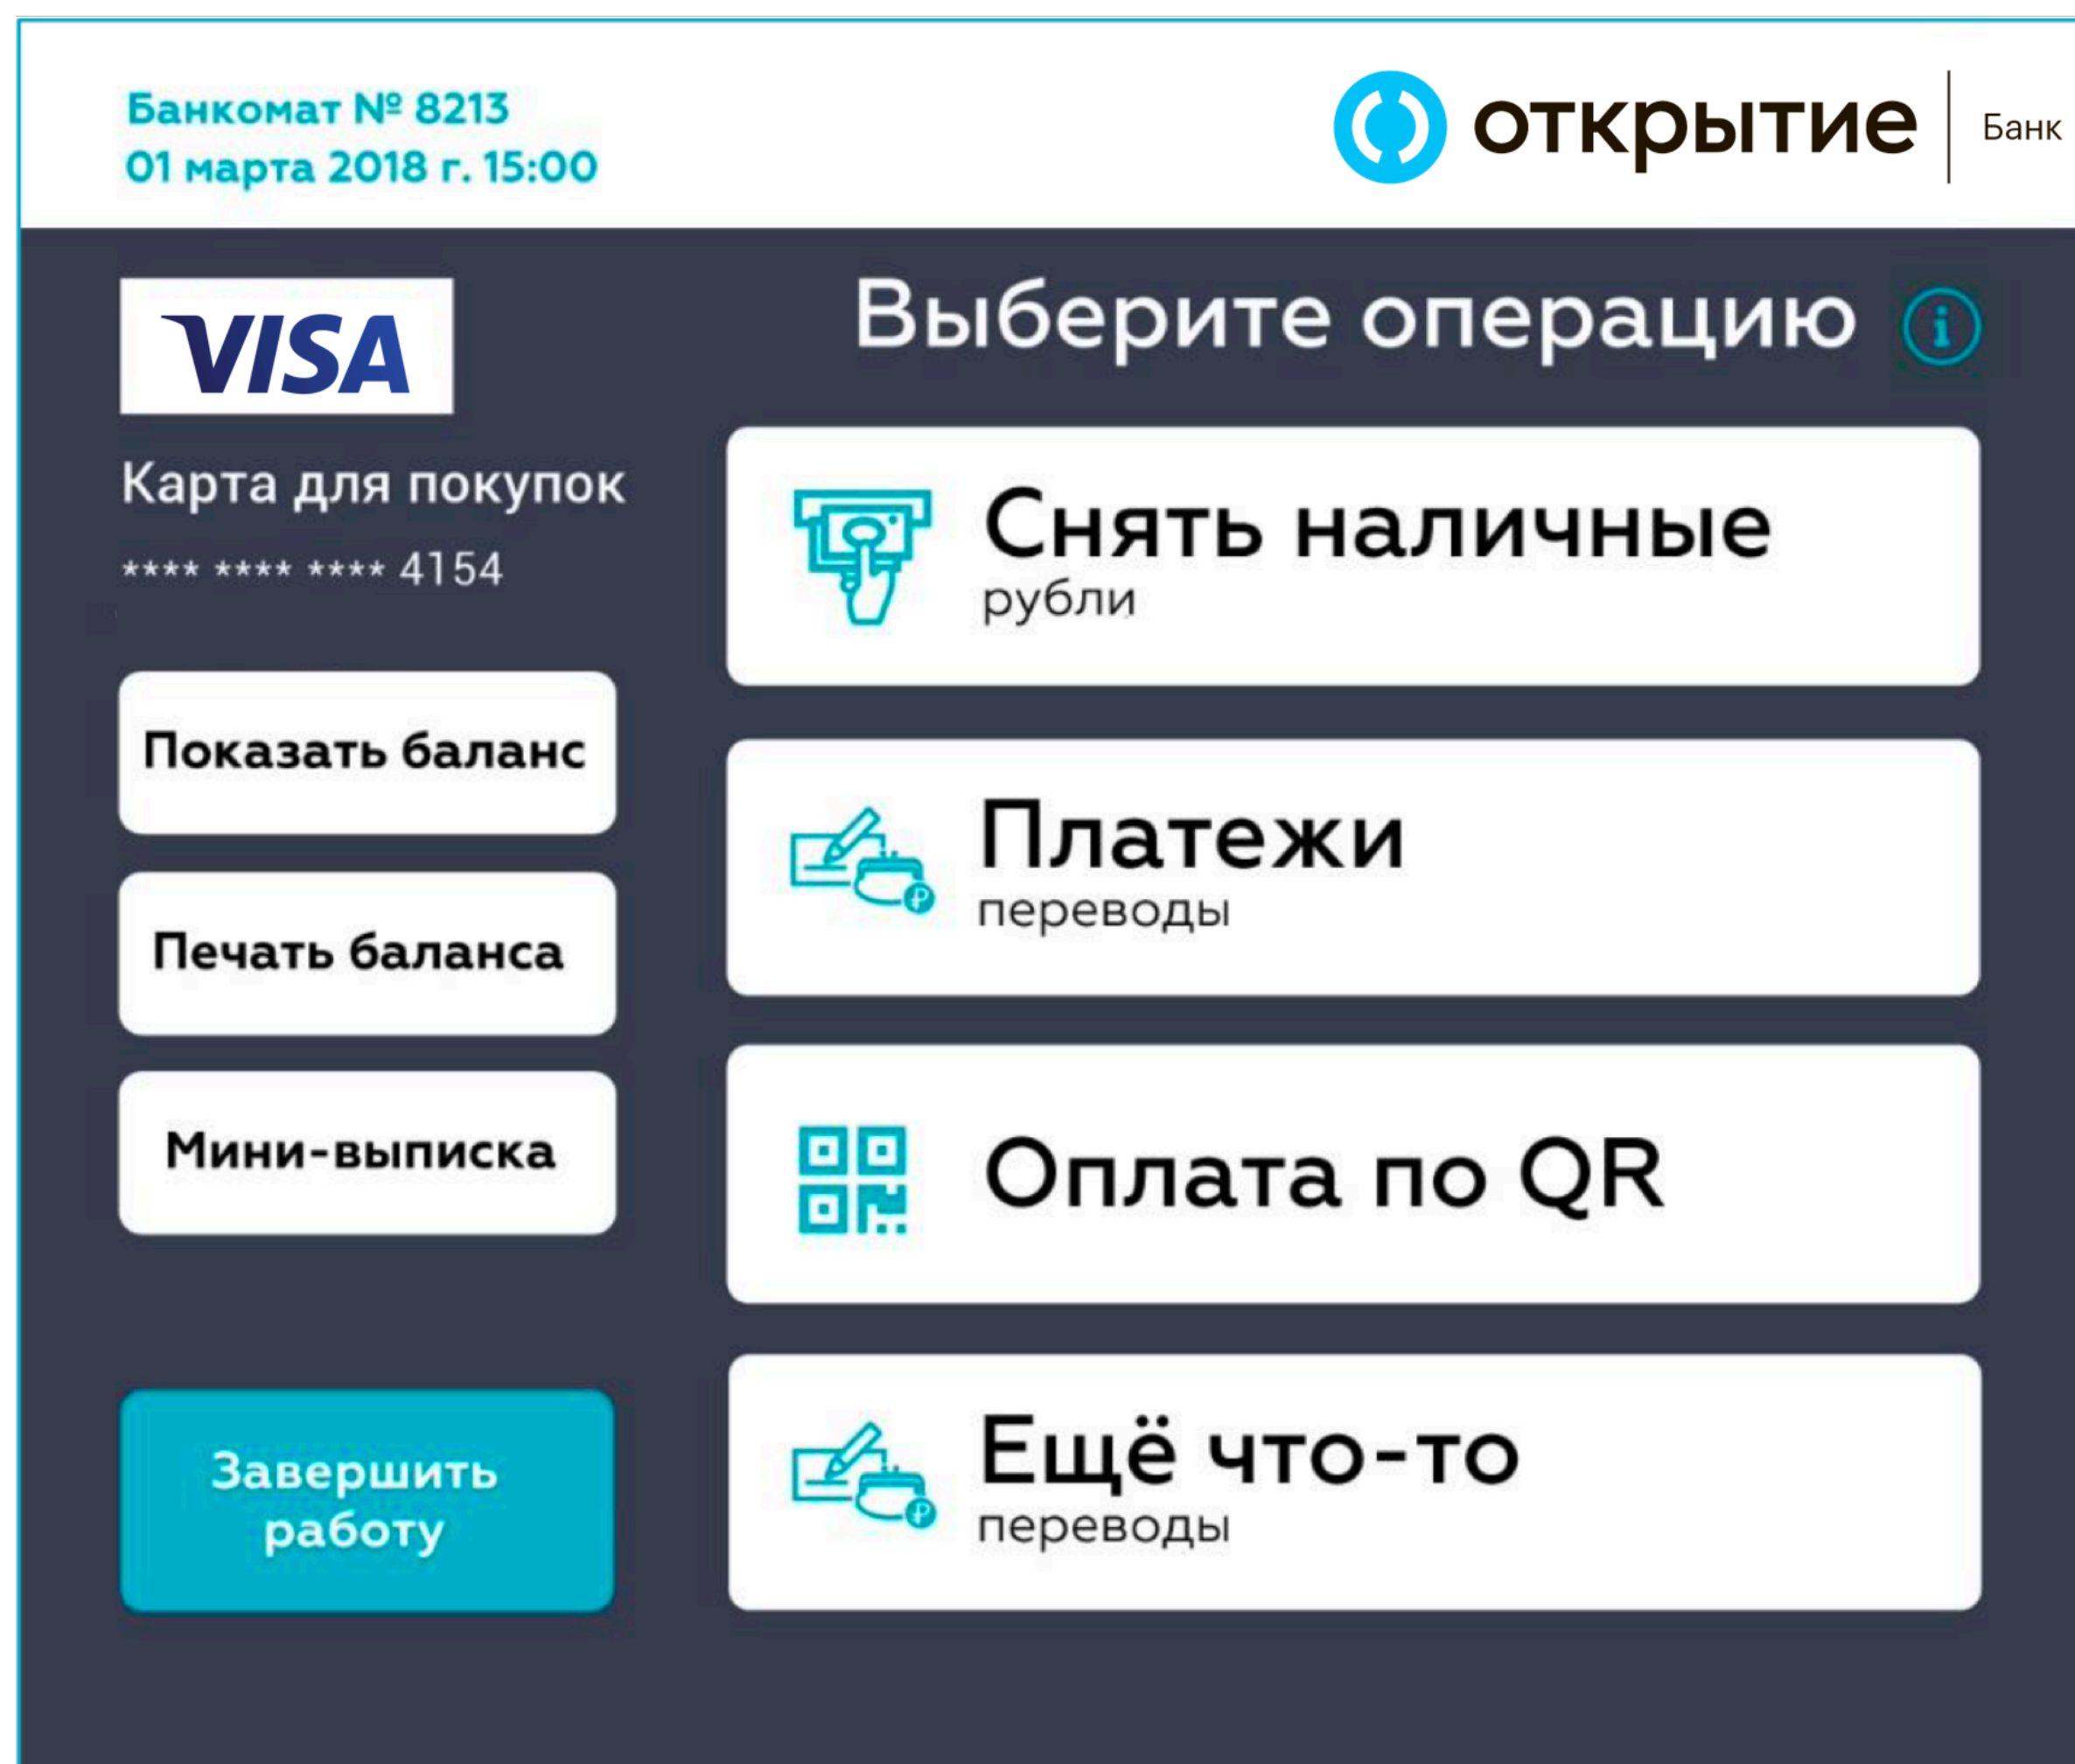 Банкомат № 8213
01 марта 2018 г. 15:00
открытие
Банк
VISA
Карта для покупок
**** **** **** 4154
Показать баланс
Печать баланса
Мини-выписка
Завершить
работу
Выберите операцию
i
Снять наличные
рубли
Платежи
переводы
Оплата по QR
Ещё что-то
переводы